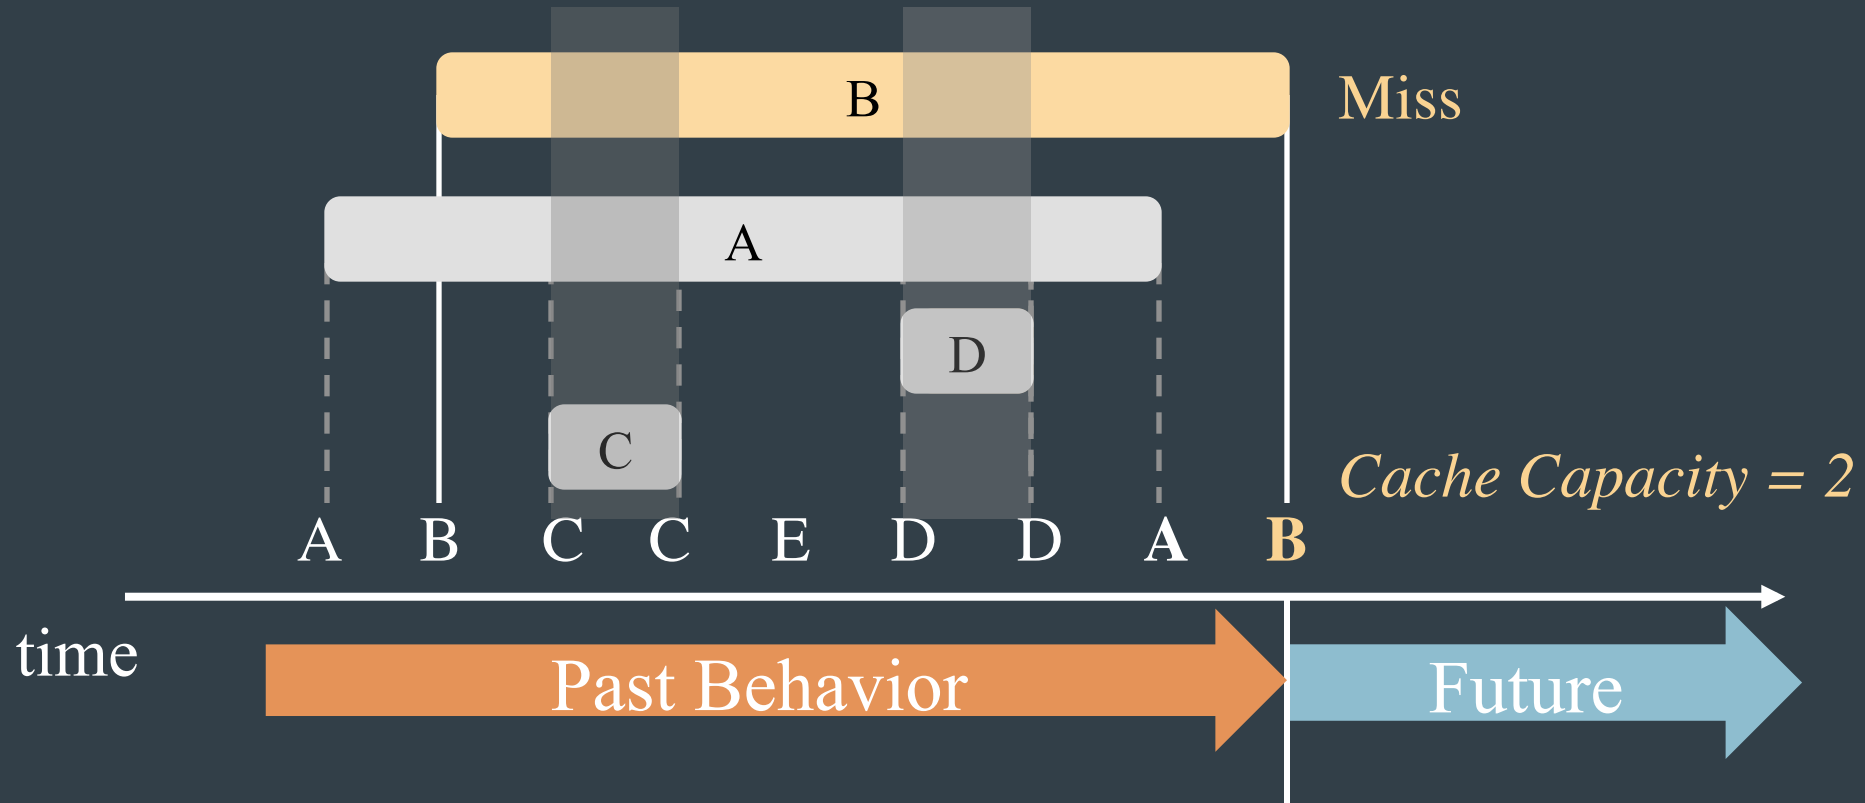 B
Miss
A
D
C
Cache Capacity = 2
A B C C E D D A B
time
Past Behavior
Future